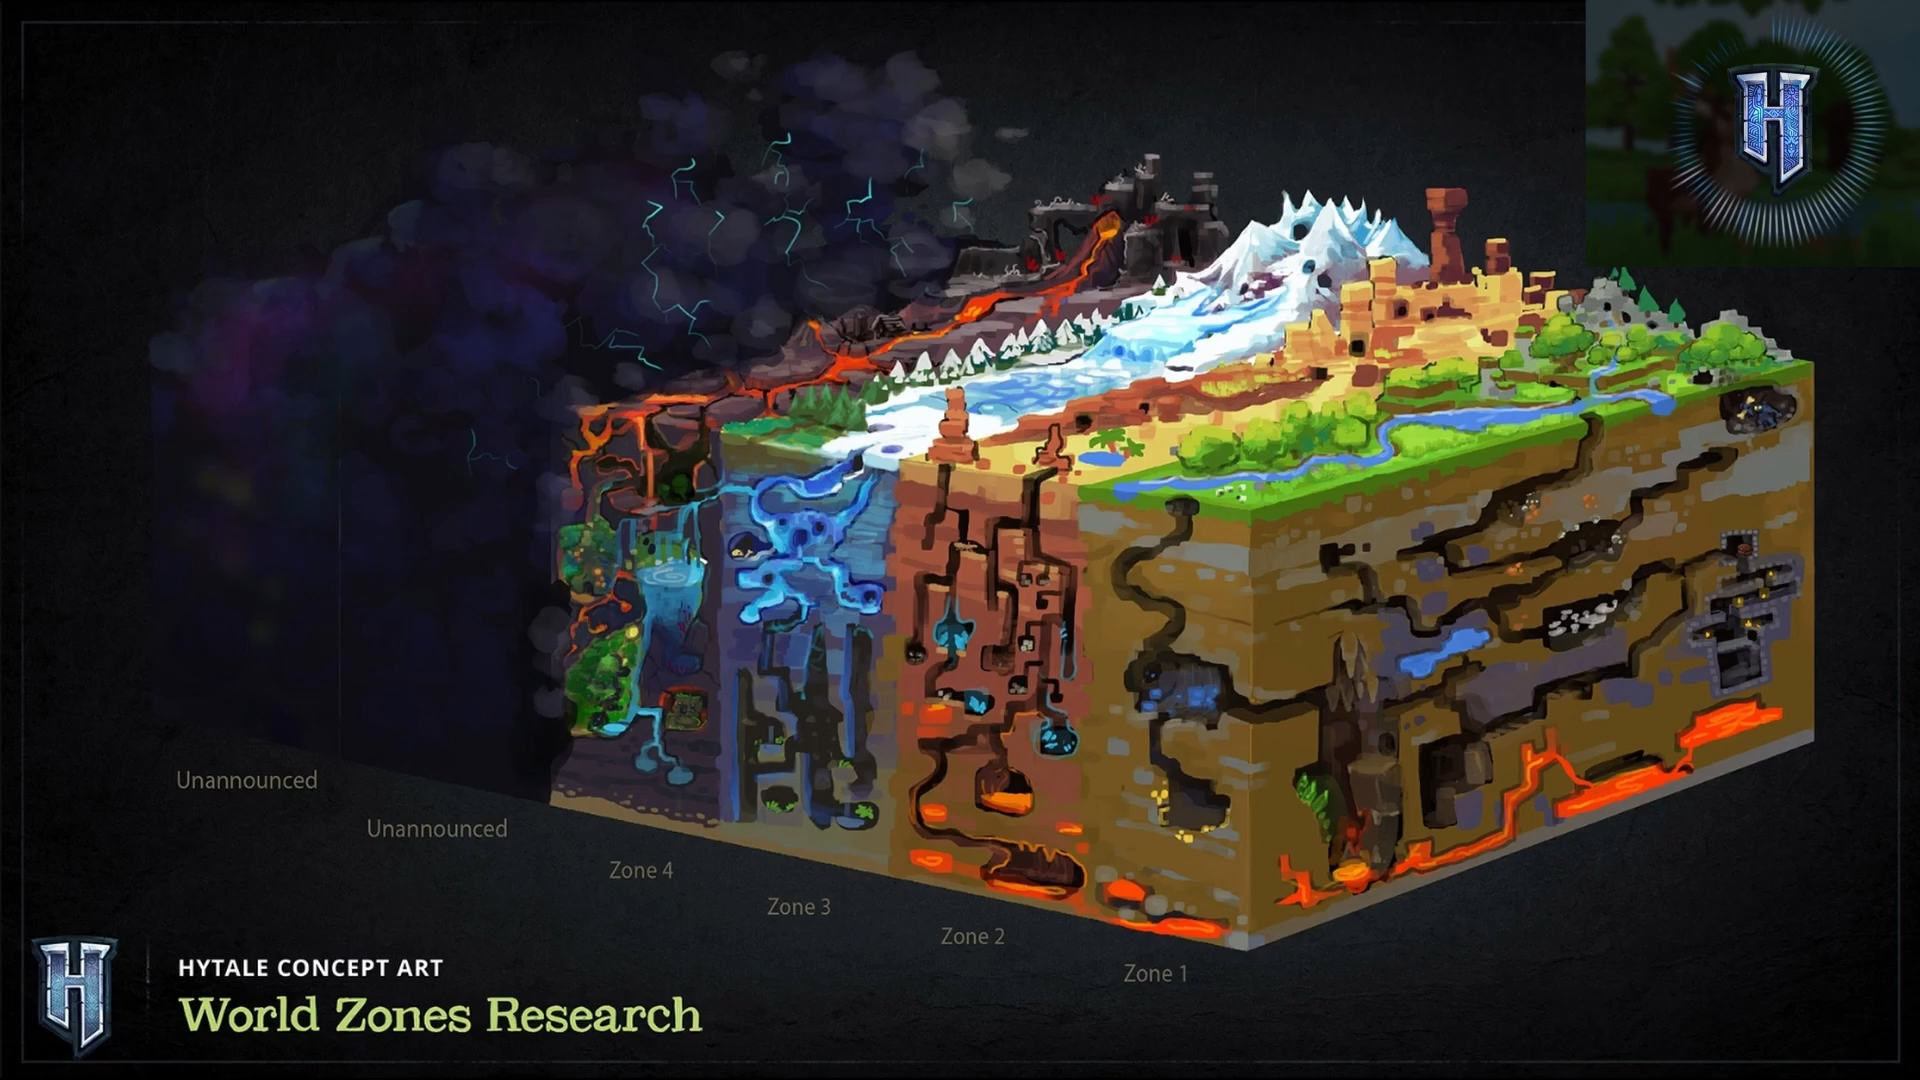 Unannounced
Unannounced
Zone 4
Zone 3
Zone 2
Zone 1
HYTALE CONCEPT ART
World Zones Research